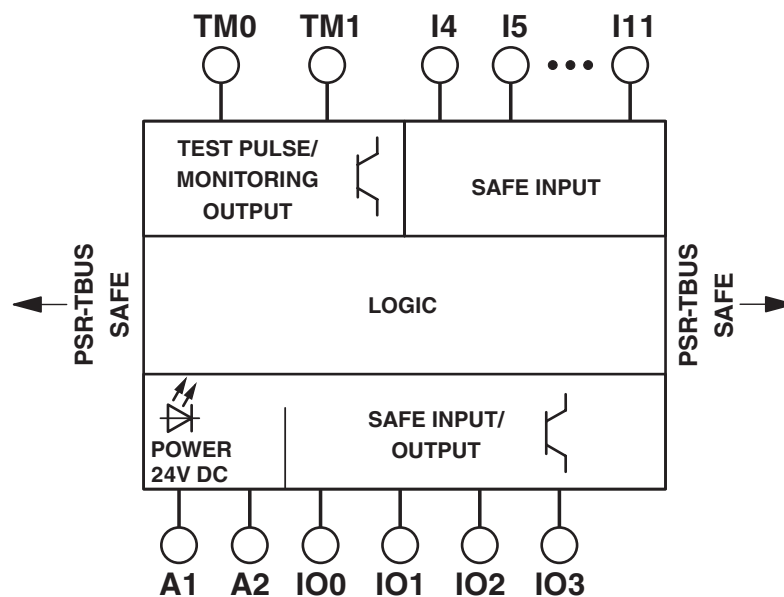 TM0 TM1 I4 I5 ••• I11
TEST PULSE/
MONITORING
OUTPUT
SAFE INPUT
PSR-TBUS
SAFE
LOGIC
PSR-TBUS
SAFE
POWER
24V DC
SAFE INPUT/
OUTPUT
A1 A2 IO0 IO1 IO2 IO3